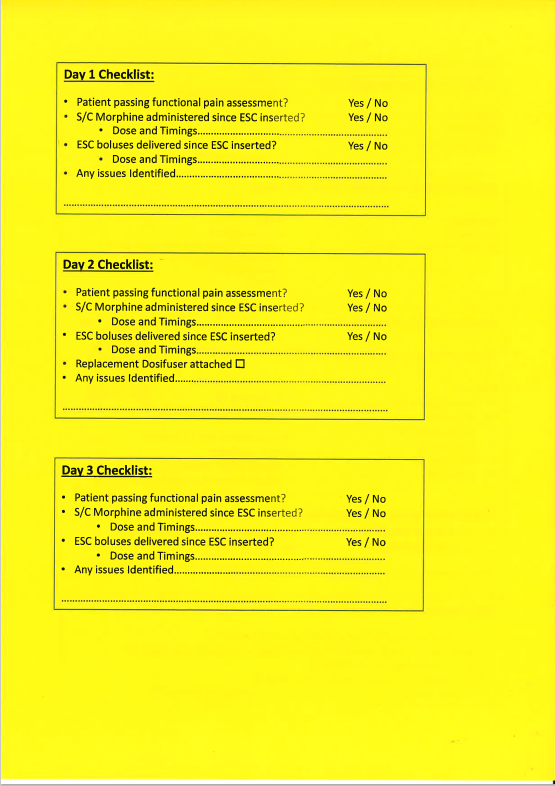 Day 1 Checklist:
• Patient passing functional pain assessment? Yes / No
• S/C Morphine administered since ESC inserted? Yes / No
• Dose and Timings....................................................................
• ESC boluses delivered since ESC inserted? Yes / No
• Dose and Timings....................................................................
• Any issues Identified.............................................................................
............................................................................................................................
Day 2 Checklist:
• Patient passing functional pain assessment? Yes / No
• S/C Morphine administered since ESC inserted? Yes / No
• Dose and Timings....................................................................
• ESC boluses delivered since ESC inserted? Yes / No
• Dose and Timings....................................................................
• Replacement Dosifuser attached ☐
• Any issues Identified.............................................................................
............................................................................................................................
Day 3 Checklist:
• Patient passing functional pain assessment? Yes / No
• S/C Morphine administered since ESC inserted? Yes / No
• Dose and Timings....................................................................
• ESC boluses delivered since ESC inserted? Yes / No
• Dose and Timings....................................................................
• Any issues Identified.............................................................................
............................................................................................................................